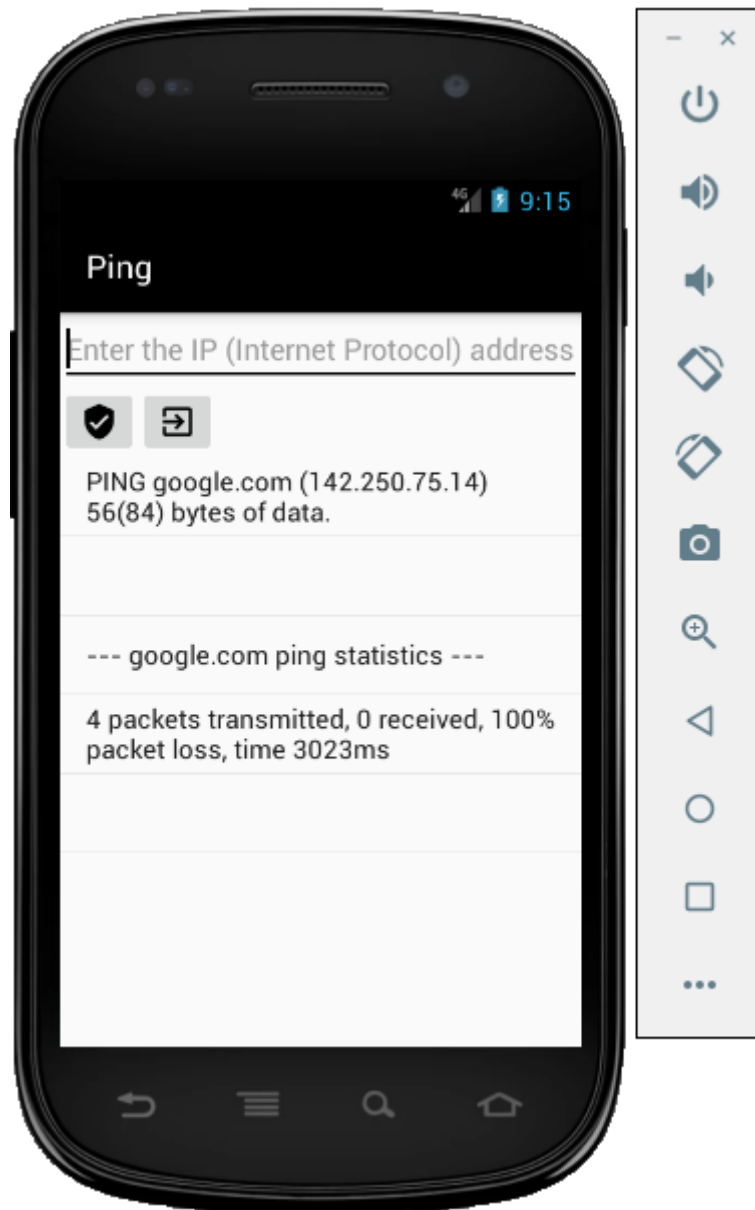 4G 9:15
Ping
Enter the IP (Internet Protocol) address
PING google.com (142.250.75.14)
56(84) bytes of data.
--- google.com ping statistics ---
4 packets transmitted, 0 received, 100%
packet loss, time 3023ms